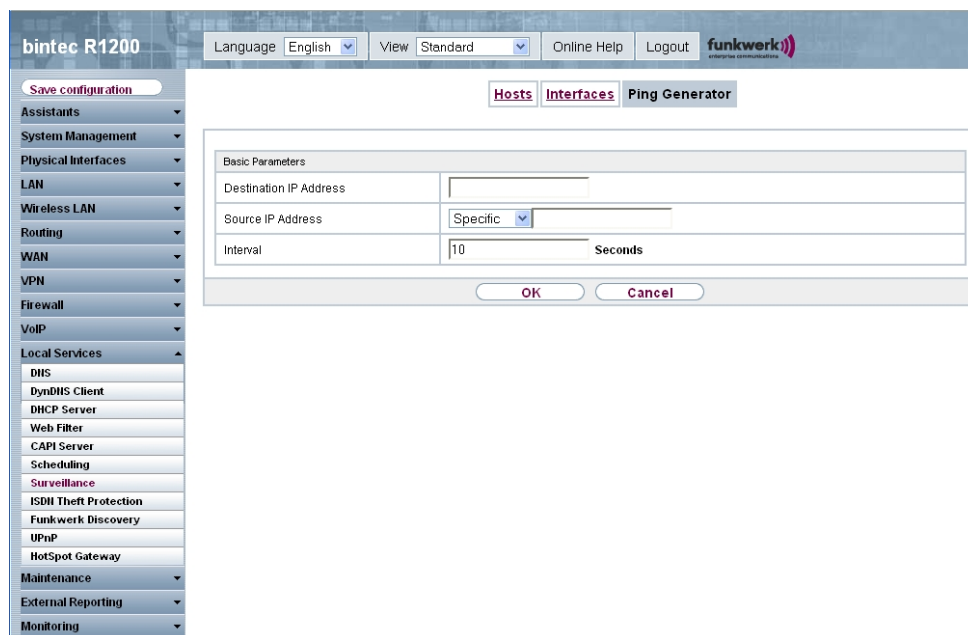 bintec R1200
Language English View Standard Online Help Logout funkwerk
enterprise communications
Save configuration
Assistants
System Management
Physical Interfaces
LAN
Wireless LAN
Routing
WAN
VPN
Firewall
VoIP
Local Services
DNS
DynDNS Client
DHCP Server
Web Filter
CAPI Server
Scheduling
Surveillance
ISDN Theft Protection
Funkwerk Discovery
UPnP
HotSpot Gateway
Maintenance
External Reporting
Monitoring
Hosts Interfaces Ping Generator
Basic Parameters
Destination IP Address
Source IP Address Specific
Interval 10 Seconds
OK Cancel